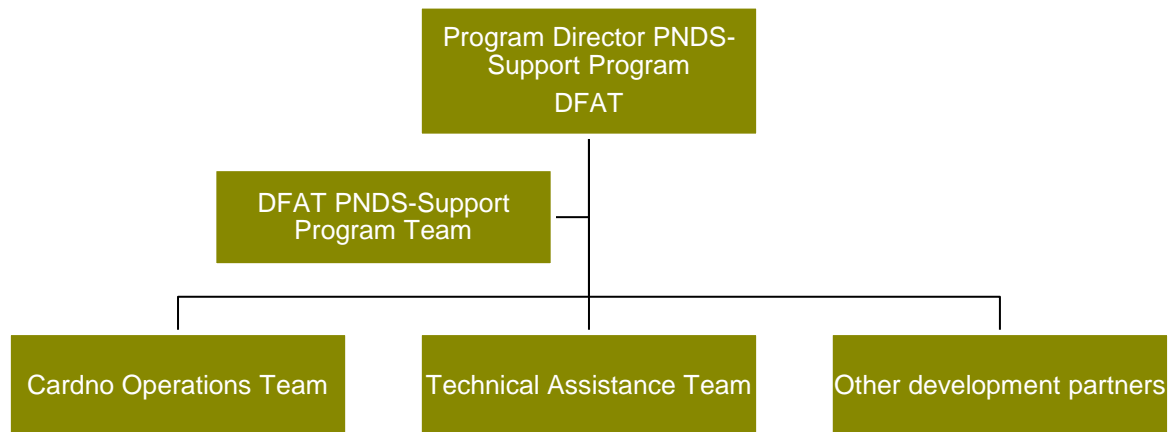 Program Director PNDS-
Support Program
DFAT
DFAT PNDS-Support
Program Team
Cardno Operations Team
Technical Assistance Team
Other development partners